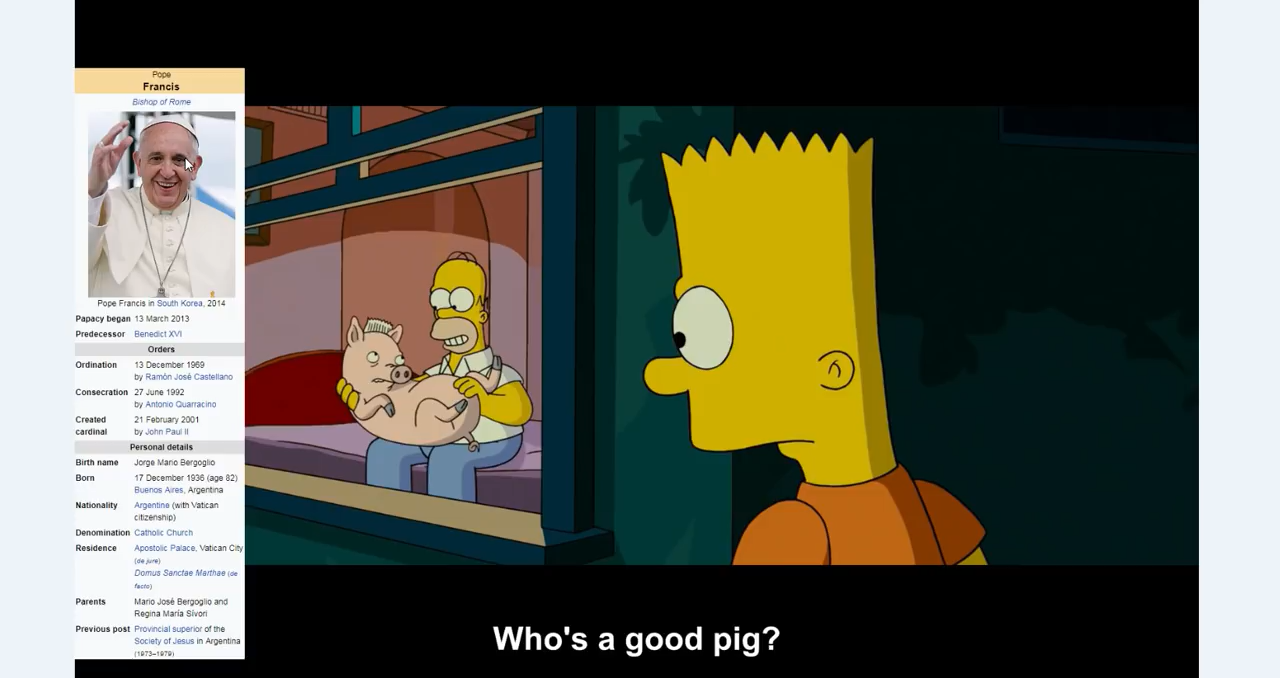 Pope
Francis
Bishop of Rome
Pope Francis in South Korea, 2014
Papacy began 13 March 2013
Predecessor Benedict XVI
Orders
Ordination 13 December 1969
by Ramón José Castellano
Consecration 27 June 1992
by Antonio Quarracino
Created 21 February 2001
cardinal by John Paul II
Personal details
Birth name Jorge Mario Bergoglio
Born 17 December 1936 (age 82)
Buenos Aires, Argentina
Nationality Argentine (with Vatican
citizenship)
Denomination Catholic Church
Residence Apostolic Palace, Vatican City
(de jure)
Domus Sanctae Marthae (de
facto)
Parents Mario José Bergoglio and
Regina María Sívori
Previous post Provincial superior of the
Society of Jesus in Argentina
(1973–1979)
Who's a good pig?